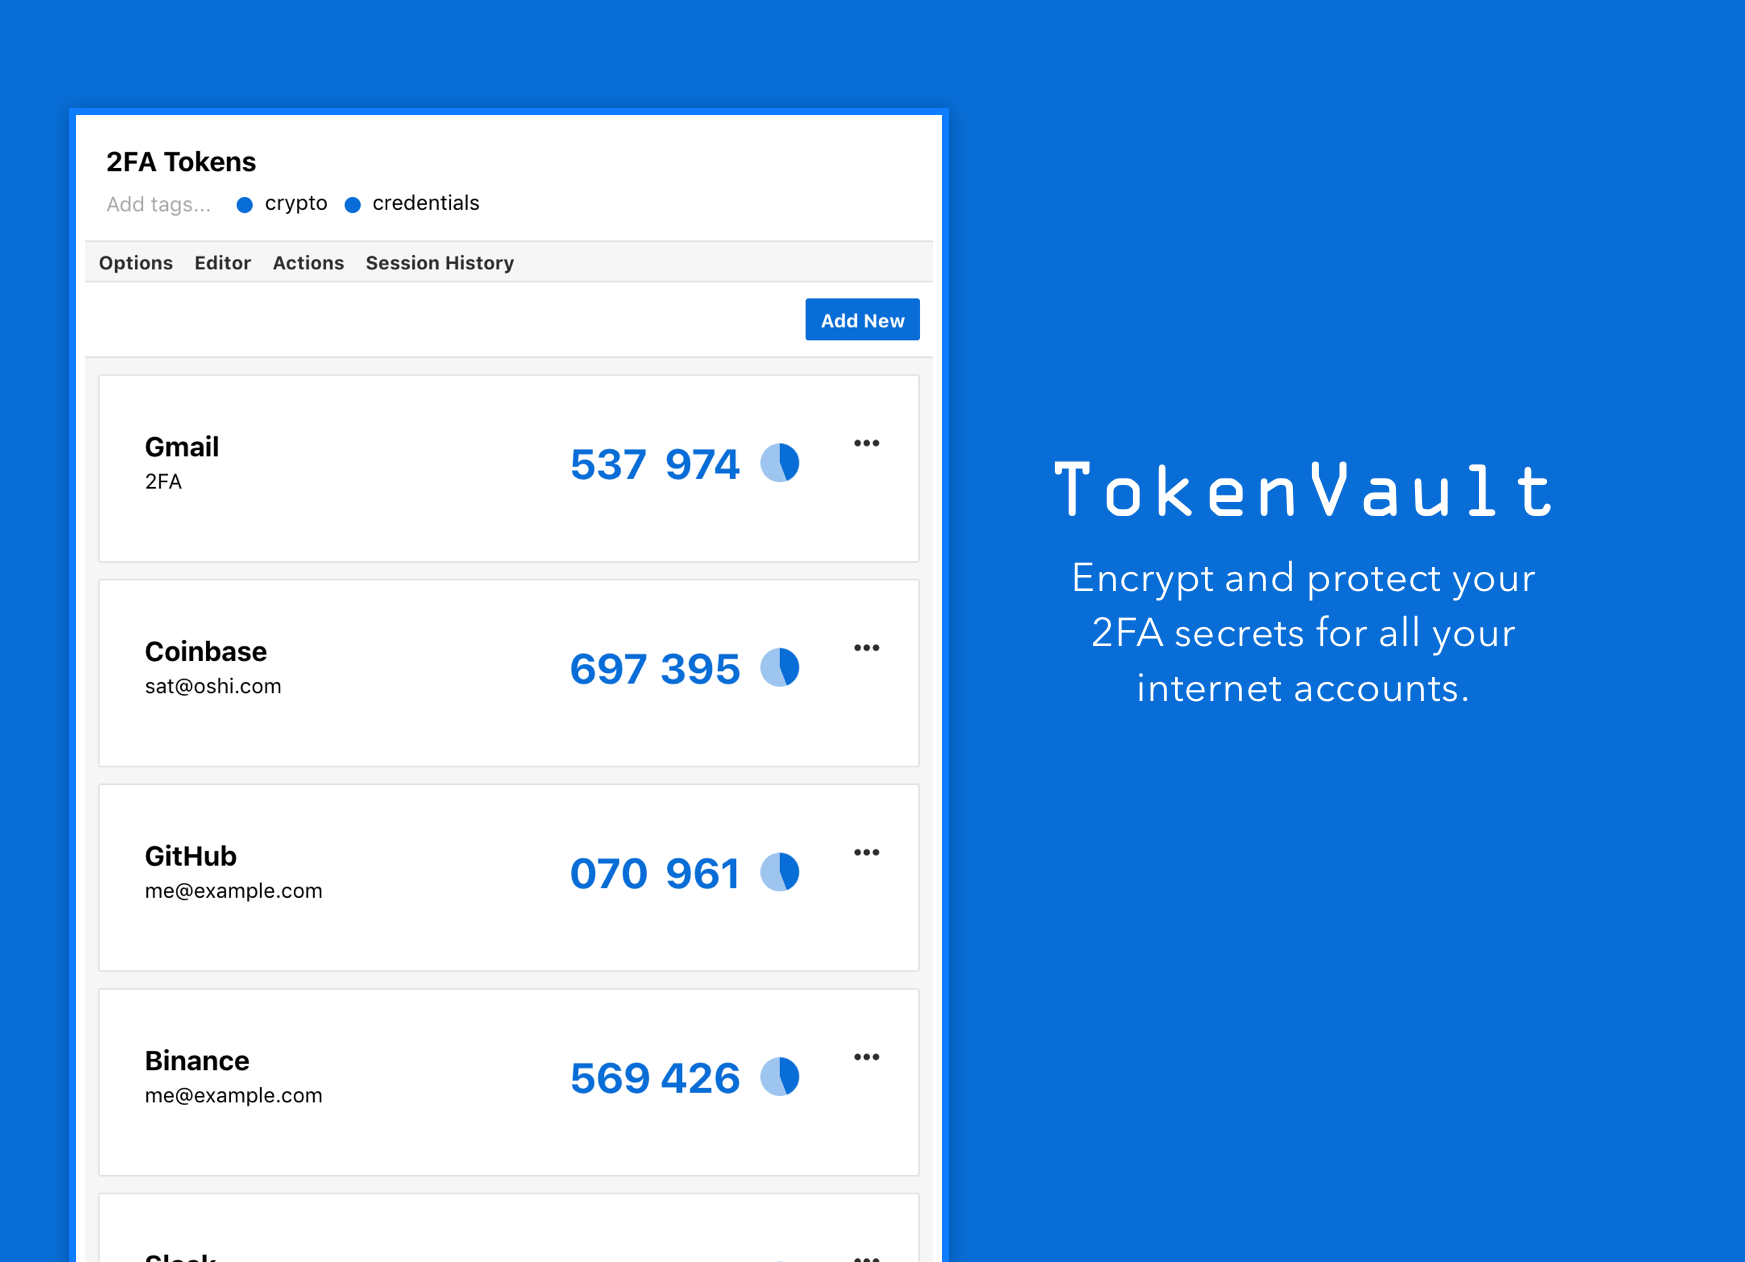 2FA Tokens
Add tags... crypto credentials
Options Editor Actions Session History
Add New
Gmail
2FA
537 974
Coinbase
sat@oshi.com
697 395
GitHub
me@example.com
070 961
Binance
me@example.com
569 426
Slack
TokenVault
Encrypt and protect your
2FA secrets for all your
internet accounts.